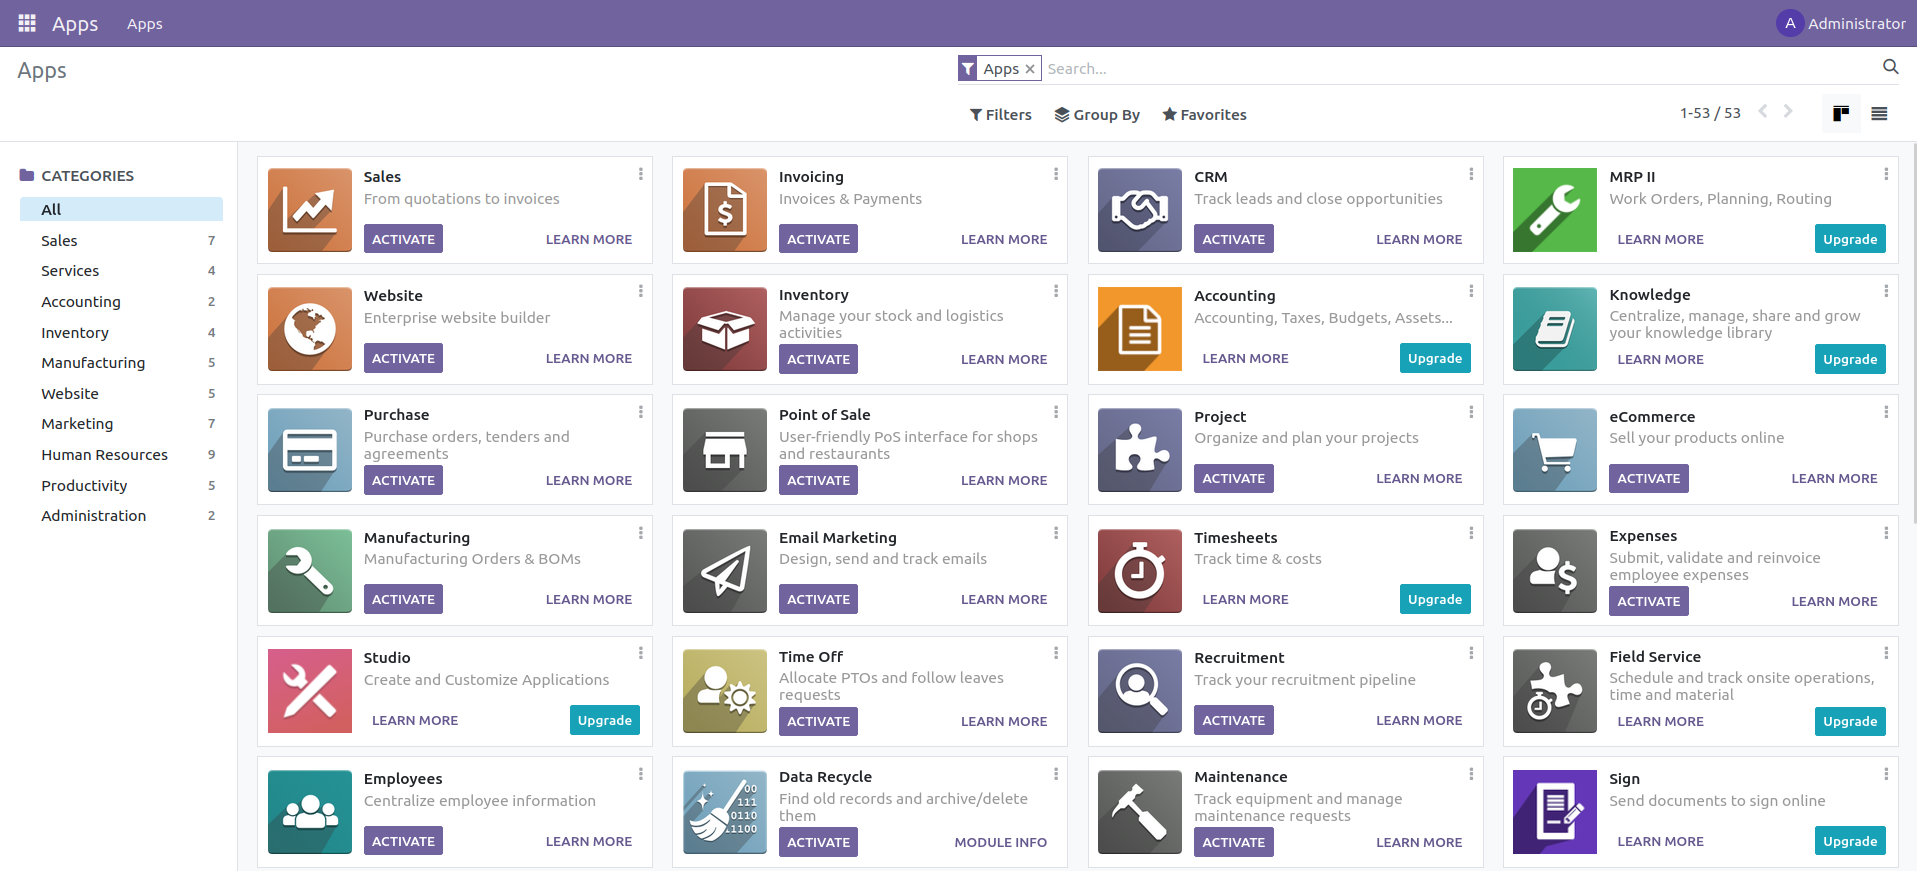 Apps Apps
A Administrator
Apps
Apps × Search...
Filters Group By Favorites
1-53 / 53
CATEGORIES
All
Sales 7
Services 4
Accounting 2
Inventory 4
Manufacturing 5
Website 5
Marketing 7
Human Resources 9
Productivity 5
Administration 2
Sales
From quotations to invoices
ACTIVATE LEARN MORE
Invoicing
Invoices & Payments
ACTIVATE LEARN MORE
CRM
Track leads and close opportunities
ACTIVATE LEARN MORE
MRP II
Work Orders, Planning, Routing
LEARN MORE Upgrade
Website
Enterprise website builder
ACTIVATE LEARN MORE
Inventory
Manage your stock and logistics
activities
ACTIVATE LEARN MORE
Accounting
Accounting, Taxes, Budgets, Assets...
LEARN MORE Upgrade
Knowledge
Centralize, manage, share and grow
your knowledge library
LEARN MORE Upgrade
Purchase
Purchase orders, tenders and
agreements
ACTIVATE LEARN MORE
Point of Sale
User-friendly PoS interface for shops
and restaurants
ACTIVATE LEARN MORE
Project
Organize and plan your projects
ACTIVATE LEARN MORE
eCommerce
Sell your products online
ACTIVATE LEARN MORE
Manufacturing
Manufacturing Orders & BOMs
ACTIVATE LEARN MORE
Email Marketing
Design, send and track emails
ACTIVATE LEARN MORE
Timesheets
Track time & costs
LEARN MORE Upgrade
Expenses
Submit, validate and reinvoice
employee expenses
ACTIVATE LEARN MORE
Studio
Create and Customize Applications
LEARN MORE Upgrade
Time Off
Allocate PTOs and follow leaves
requests
ACTIVATE LEARN MORE
Recruitment
Track your recruitment pipeline
ACTIVATE LEARN MORE
Field Service
Schedule and track onsite operations,
time and material
LEARN MORE Upgrade
Employees
Centralize employee information
ACTIVATE LEARN MORE
00
111
0110
11100
Data Recycle
Find old records and archive/delete
them
ACTIVATE MODULE INFO
Maintenance
Track equipment and manage
maintenance requests
ACTIVATE LEARN MORE
Sign
Send documents to sign online
LEARN MORE Upgrade